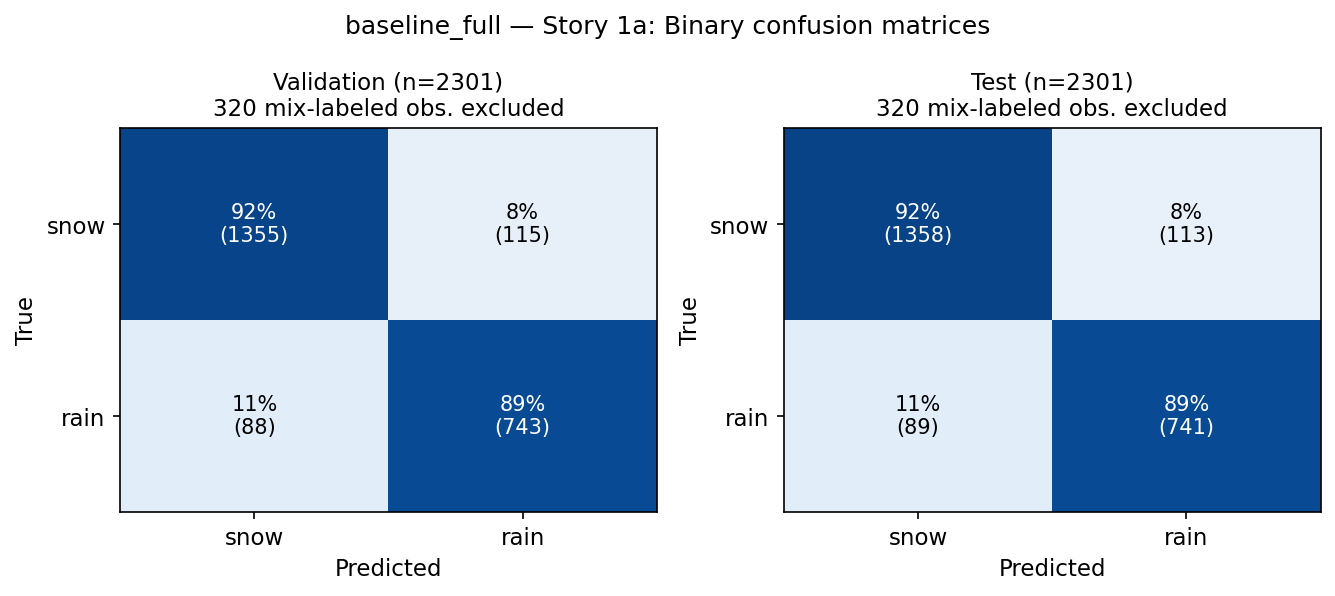 baseline_full — Story 1a: Binary confusion matrices
Validation (n=2301)
320 mix-labeled obs. excluded
True
snow
rain
92%
(1355)
8%
(115)
11%
(88)
89%
(743)
snow
rain
Predicted
Test (n=2301)
320 mix-labeled obs. excluded
True
snow
rain
92%
(1358)
8%
(113)
11%
(89)
89%
(741)
snow
rain
Predicted